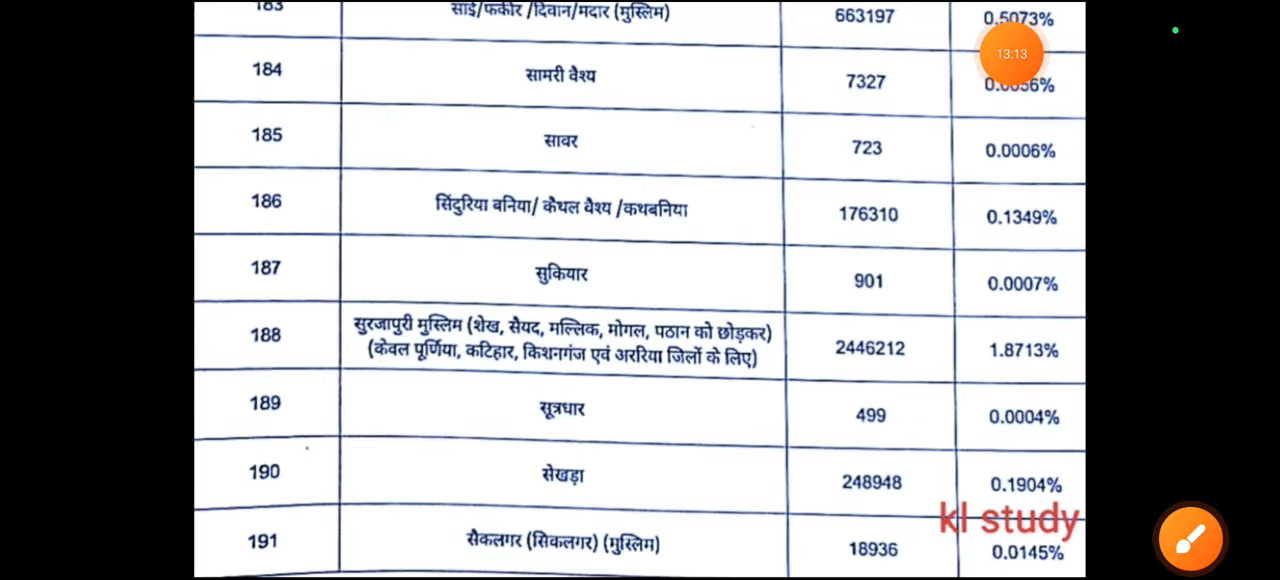 183 साई/फकीर /दिवान/मदार (मुस्लिम) 663197 0.5073%
13:13
184 सामरी वैश्य 7327 0.0056%
185 सावर 723 0.0006%
186 सिंदुरिया बनिया/ कैथल वैश्य /कथबनिया 176310 0.1349%
187 सुकियार 901 0.0007%
188 सुरजापुरी मुस्लिम (शेख, सैयद, मल्लिक, मोगल, पठान को छोड़कर)
(केवल पूर्णिया, कटिहार, किशनगंज एवं अररिया जिलों के लिए) 2446212 1.8713%
189 सूत्रधार 499 0.0004%
190 सेखड़ा 248948 0.1904%
kl study
191 सैकलगर (सिकलगर) (मुस्लिम) 18936 0.0145%